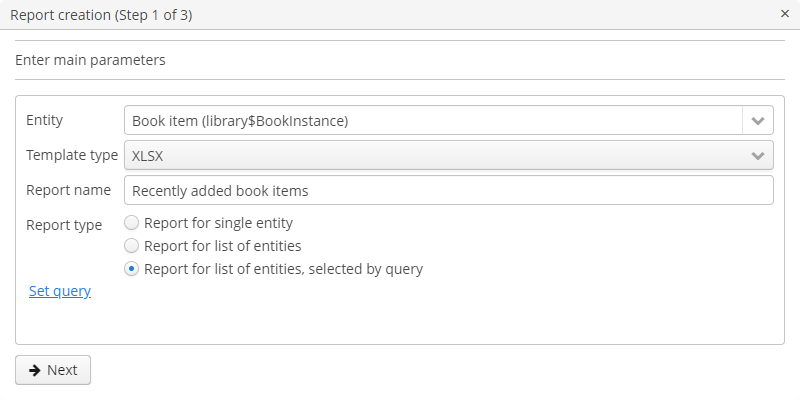 Report creation (Step 1 of 3)
Enter main parameters
Entity Book item (library$BookInstance)
Template type XLSX
Report name Recently added book items
Report type Report for single entity
Report for list of entities
Report for list of entities, selected by query
Set query
Next